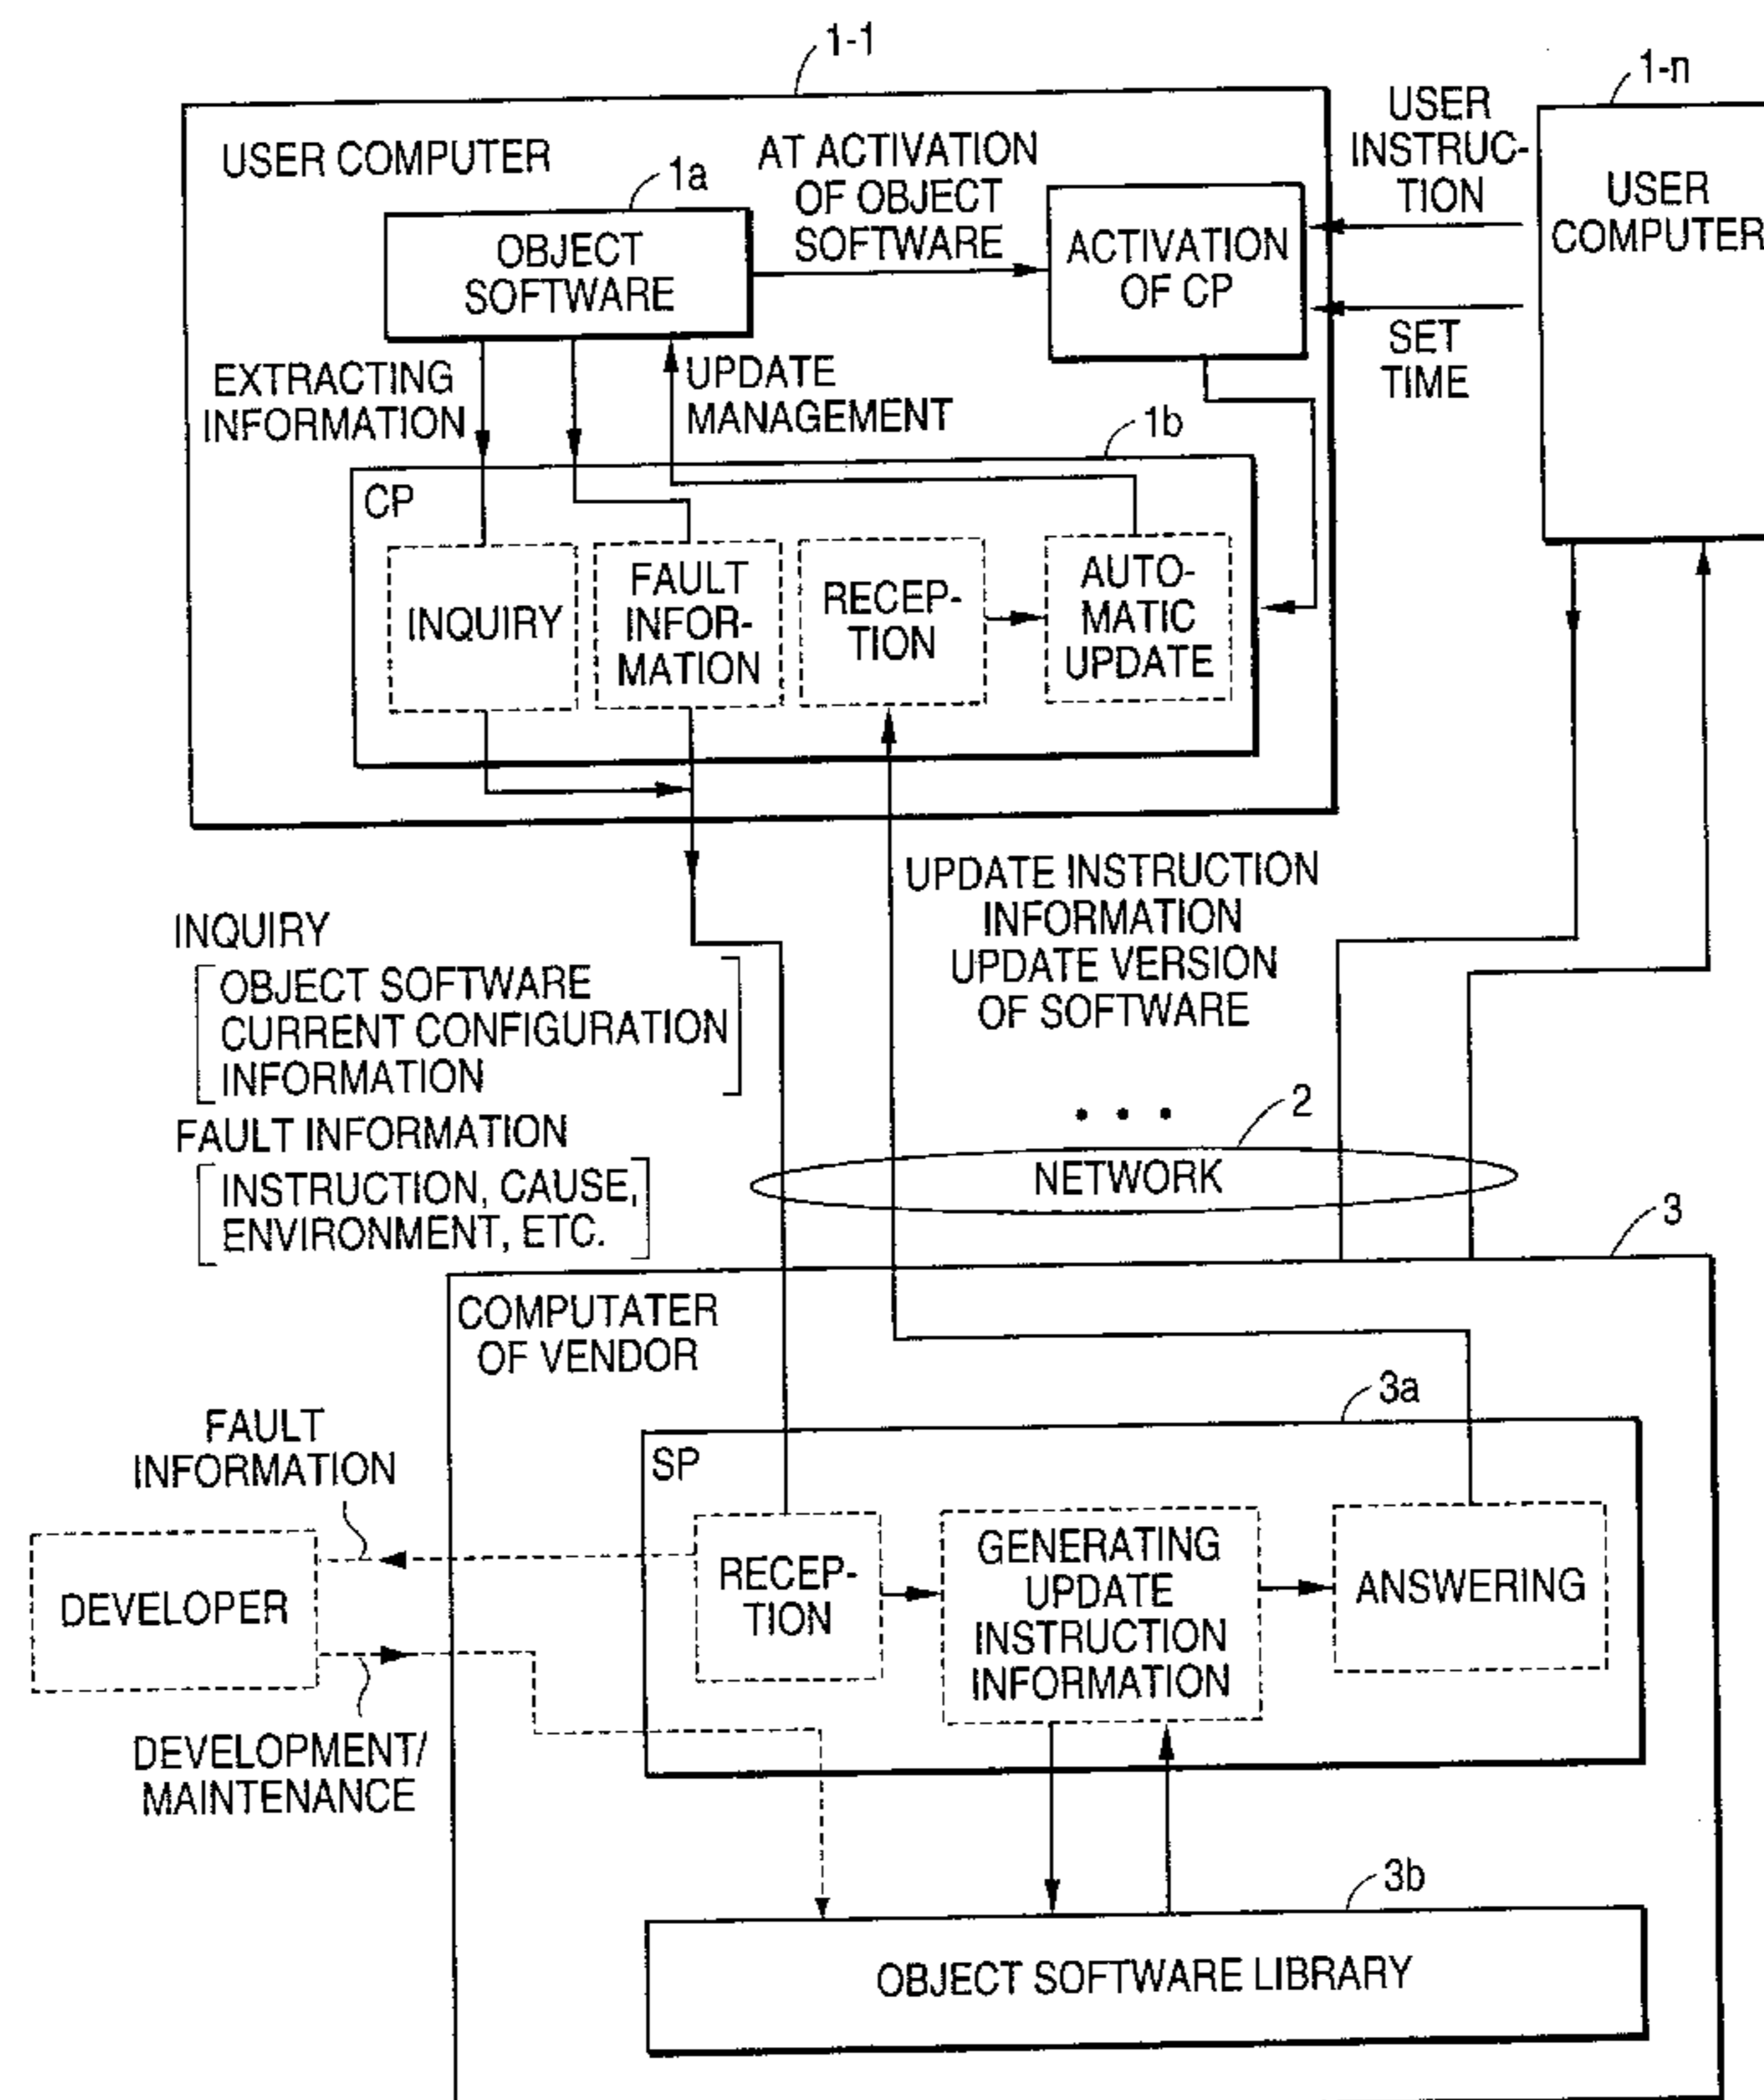 1-1
1-n
USER COMPUTER
1a
AT ACTIVATION
OF OBJECT
SOFTWARE
USER
INSTRUC-
TION
USER
COMPUTER
OBJECT
SOFTWARE
ACTIVATION
OF CP
SET
TIME
EXTRACTING
INFORMATION
UPDATE
MANAGEMENT
1b
CP
INQUIRY
FAULT
INFOR-
MATION
RECEP-
TION
AUTO-
MATIC
UPDATE
UPDATE INSTRUCTION
INFORMATION
UPDATE VERSION
OF SOFTWARE
INQUIRY
OBJECT SOFTWARE
CURRENT CONFIGURATION
INFORMATION
FAULT INFORMATION
INSTRUCTION, CAUSE,
ENVIRONMENT, ETC.
• • •
2
NETWORK
3
COMPUTATER
OF VENDOR
3a
FAULT
INFORMATION
SP
DEVELOPER
RECEP-
TION
GENERATING
UPDATE
INSTRUCTION
INFORMATION
ANSWERING
DEVELOPMENT/
MAINTENANCE
3b
OBJECT SOFTWARE LIBRARY